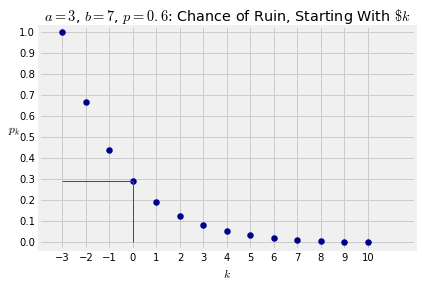 a = 3, b = 7, p = 0.6: Chance of Ruin, Starting With $k
1.0
0.9
0.8
0.7
0.6
0.5
0.4
0.3
0.2
0.1
0.0
p_k
−3 −2 −1 0 1 2 3 4 5 6 7 8 9 10
k